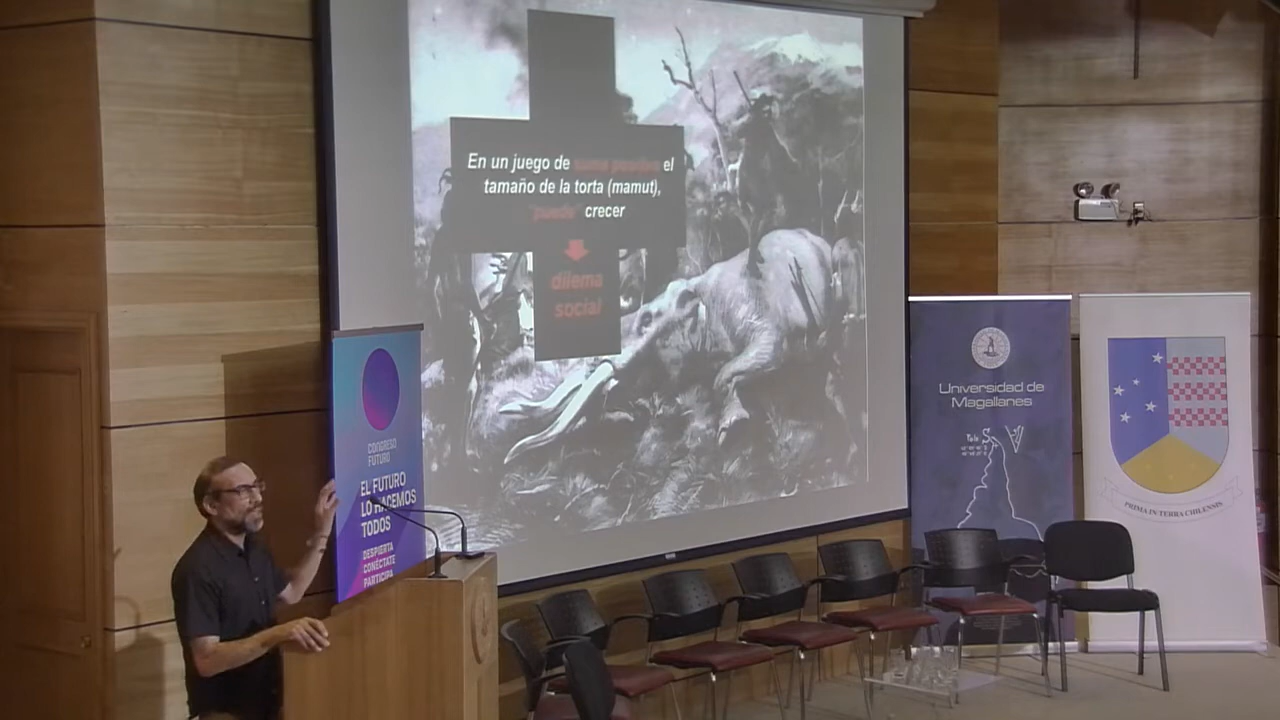 En un juego de suma positiva el
tamaño de la torta (mamut),
"puede" crecer
dilema
social
CONGRESO
FUTURO
EL FUTURO
LO HACEMOS
TODOS
DESPIERTA
CONÉCTATE
PARTICIPA
Universidad de
Magallanes
PRIMA IN TERRA CHILENSIS